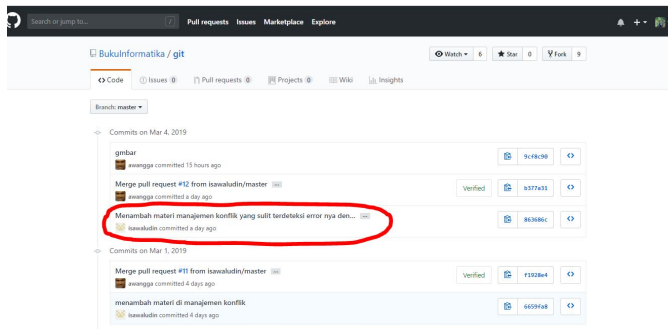 Search or jump to... / Pull requests Issues Marketplace Explore
BukuInformatika / git Watch 6 Star 0 Fork 9
Code Issues 0 Pull requests 0 Projects 0 Wiki Insights
Branch: master
Commits on Mar 4, 2019
gmbar
awangga committed 15 hours ago 9cf8c90
Merge pull request #12 from isawaludin/master ...
awangga committed a day ago Verified b377a31
Menambah materi manajemen konflik yang sulit terdeteksi error nya den... ...
isawaludin committed a day ago 863686c
Commits on Mar 1, 2019
Merge pull request #11 from isawaludin/master ...
awangga committed 4 days ago Verified f1928e4
menambah materi di manajemen konflik
isawaludin committed 4 days ago 6659fa8